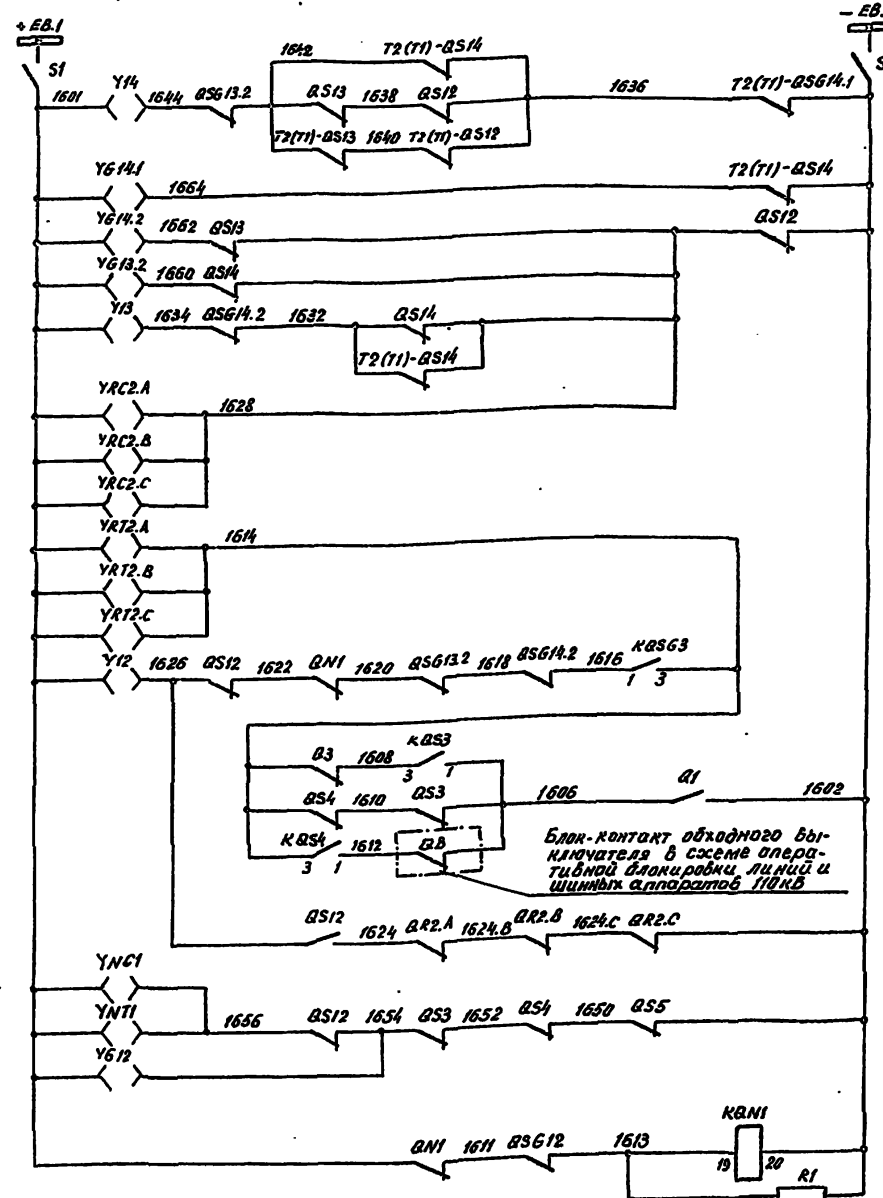 + ЕВ.1
- ЕВ.
S1
S
1601
Y14
1644
QSG13.2
1642
T2(T1)-QS14
QS13
1638
QS12
T2(T1)-QS13
1640
T2(T1)-QS12
1636
T2(T1)-QSG14.1
YG14.1
1664
T2(T1)-QS14
YG14.2
1662
QS13
QS12
YG13.2
1660
QS14
Y13
1634
QSG14.2
1632
QS14
T2(T1)-QS14
YRC2.A
1628
YRC2.B
YRC2.C
YRT2.A
1614
YRT2.B
YRT2.C
Y12
1626
QS12
1622
QN1
1620
QSG13.2
1618
QSG14.2
1616
KQSG3
1 3
Q3
1608
KQS3
3 1
QS4
1610
QS3
1606
Q1
1602
KQS4
3 1
1612
QB
Блок-контакт обходного вы-
ключателя в схеме опера-
тивной блокировки линий и
шинных аппаратов 110кВ
QS12
1624
QR2.A
1624.B
QR2.B
1624.C
QR2.C
YNC1
YNT1
1656
QS12
1654
QS3
1652
QS4
1650
QS5
YG12
QN1
1611
QSG12
1613
KQN1
19 20
R1